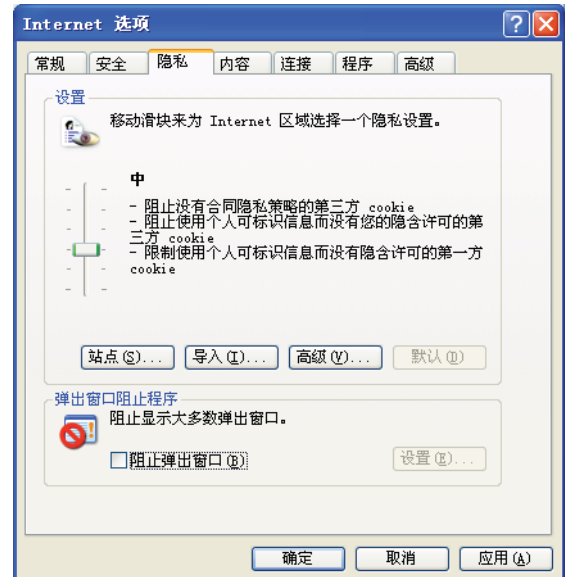 Internet 选项
常规 安全 隐私 内容 连接 程序 高级
设置
移动滑块来为 Internet 区域选择一个隐私设置。
中
- 阻止没有合同隐私策略的第三方 cookie
- 阻止使用个人可标识信息而没有您的隐含许可的第
三方 cookie
- 限制使用个人可标识信息而没有隐含许可的第一方
cookie
站点(S)... 导入(I)... 高级(V)... 默认(D)
弹出窗口阻止程序
阻止显示大多数弹出窗口。
阻止弹出窗口(B) 设置(E)...
确定 取消 应用(A)